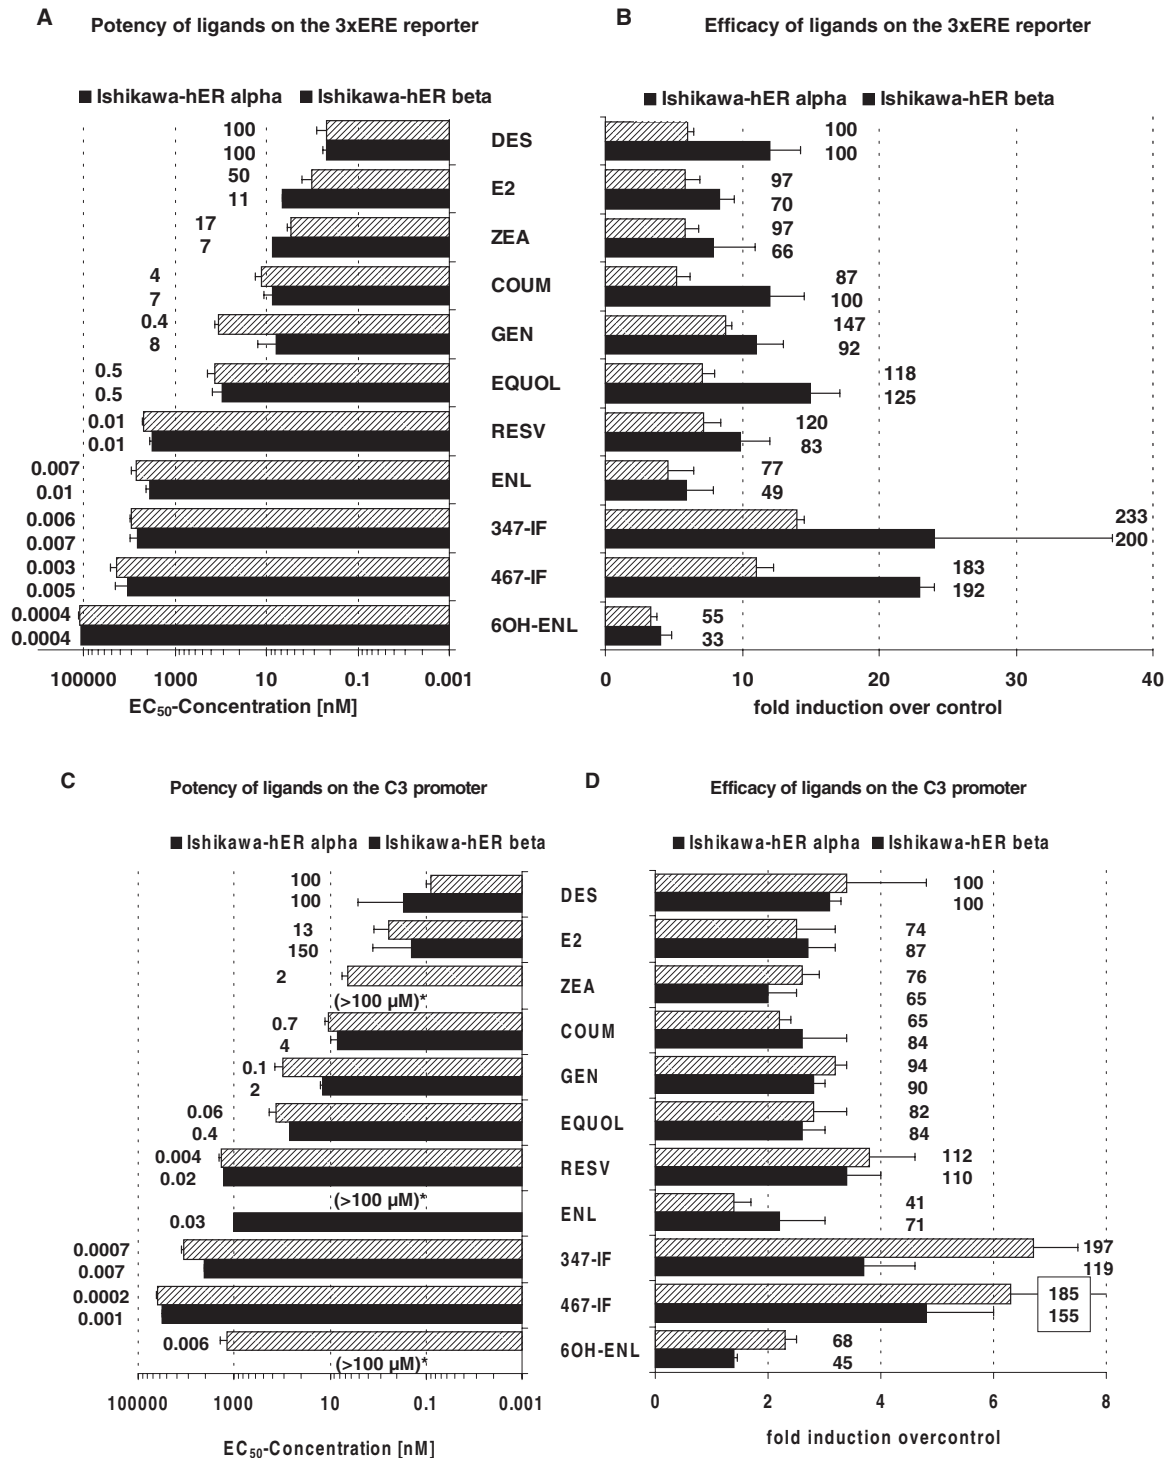 A Potency of ligands on the 3xERE reporter
Ishikawa-hER alpha Ishikawa-hER beta
100
100
DES
50
11
E2
17
7
ZEA
4
7
COUM
0.4
8
GEN
0.5
0.5
EQUOL
0.01
0.01
RESV
0.007
0.01
ENL
0.006
0.007
347-IF
0.003
0.005
467-IF
0.0004
0.0004
6OH-ENL
100000 1000 10 0.1 0.001
EC50-Concentration [nM]
B Efficacy of ligands on the 3xERE reporter
Ishikawa-hER alpha Ishikawa-hER beta
100
100
97
70
97
66
87
100
147
92
118
125
120
83
77
49
233
200
183
192
55
33
0 10 20 30 40
fold induction over control
C Potency of ligands on the C3 promoter
Ishikawa-hER alpha Ishikawa-hER beta
100
100
DES
13
150
E2
2
(>100 µM)*
ZEA
0.7
4
COUM
0.1
2
GEN
0.06
0.4
EQUOL
0.004
0.02
RESV
(>100 µM)*
0.03
ENL
0.0007
0.007
347-IF
0.0002
0.001
467-IF
0.006
(>100 µM)*
6OH-ENL
100000 1000 10 0.1 0.001
EC50-Concentration [nM]
D Efficacy of ligands on the C3 promoter
Ishikawa-hER alpha Ishikawa-hER beta
100
100
74
87
76
65
65
84
94
90
82
84
112
110
41
71
197
119
185
155
68
45
0 2 4 6 8
fold induction overcontrol